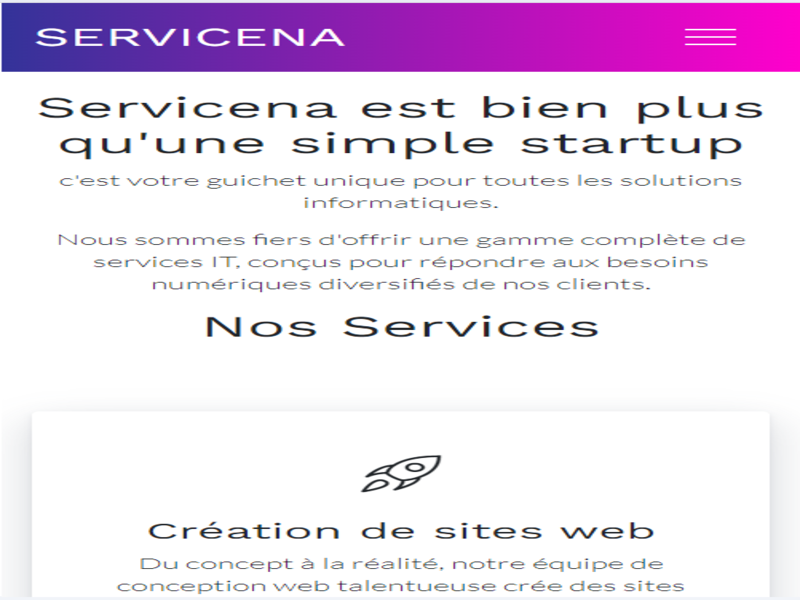 SERVICENA
Servicena est bien plus
qu'une simple startup
c'est votre guichet unique pour toutes les solutions
informatiques.
Nous sommes fiers d'offrir une gamme complète de
services IT, conçus pour répondre aux besoins
numériques diversifiés de nos clients.
Nos Services
Création de sites web
Du concept à la réalité, notre équipe de
conception web talentueuse crée des sites